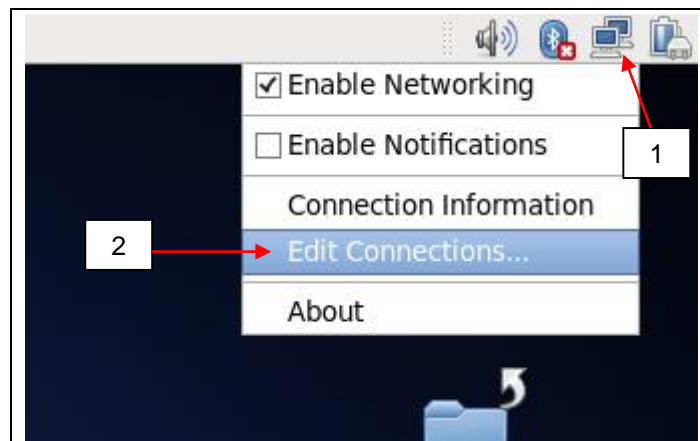 Enable Networking
Enable Notifications
1
Connection Information
2
Edit Connections...
About